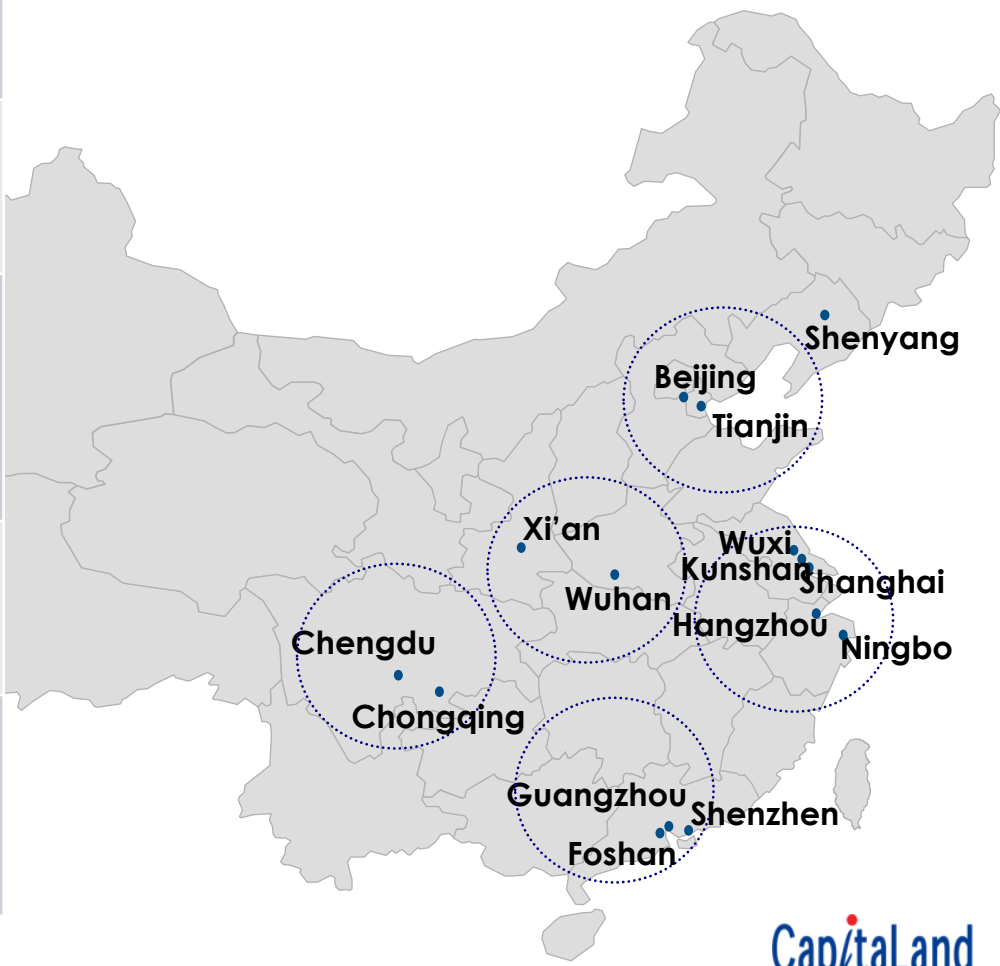 Shenyang
Beijing
Tianjin
Xi’an
Wuxi
Kunshan
Shanghai
Wuhan
Hangzhou
Ningbo
Chengdu
Chongqing
Guangzhou
Shenzhen
Foshan
CapitaLand